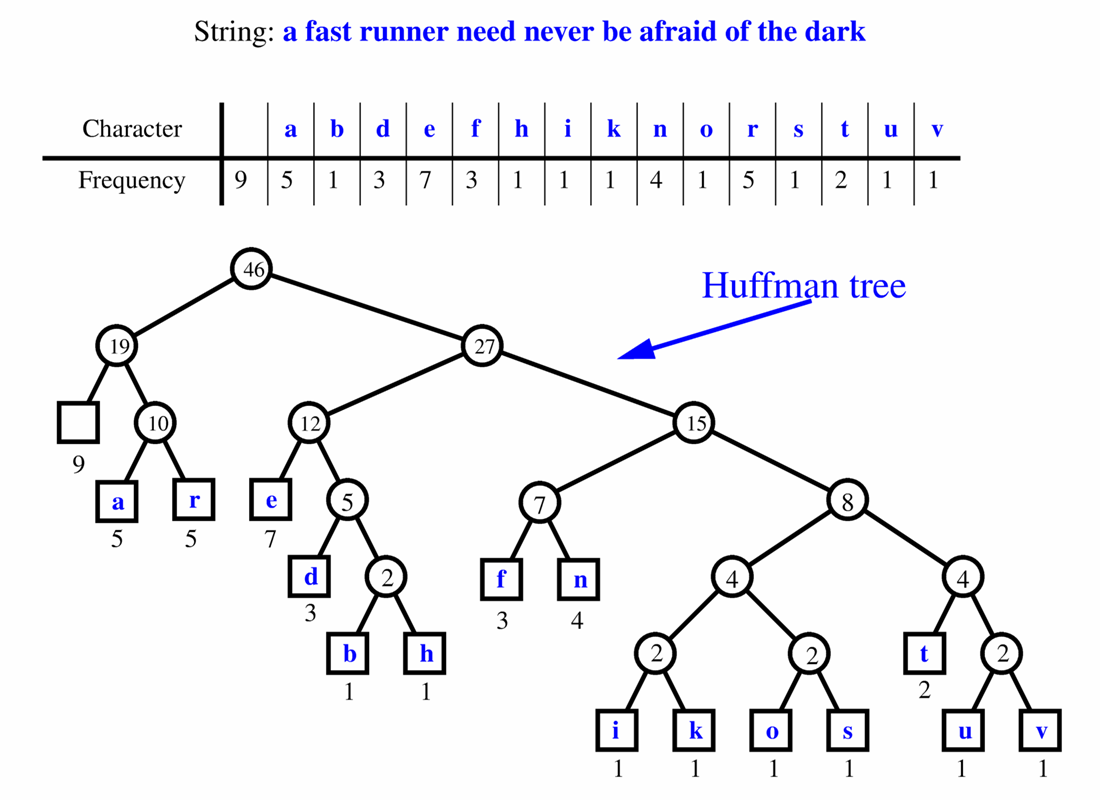 String: a fast runner need never be afraid of the dark
Character a b d e f h i k n o r s t u v
Frequency 9 5 1 3 7 3 1 1 1 4 1 5 1 2 1 1
46
Huffman tree
19 27
10 12 15
9
a r e 5 7 8
5 5 7
d 2 f n 4 4
3 3 4
b h 2 2 t 2
1 1 2
i k o s u v
1 1 1 1 1 1